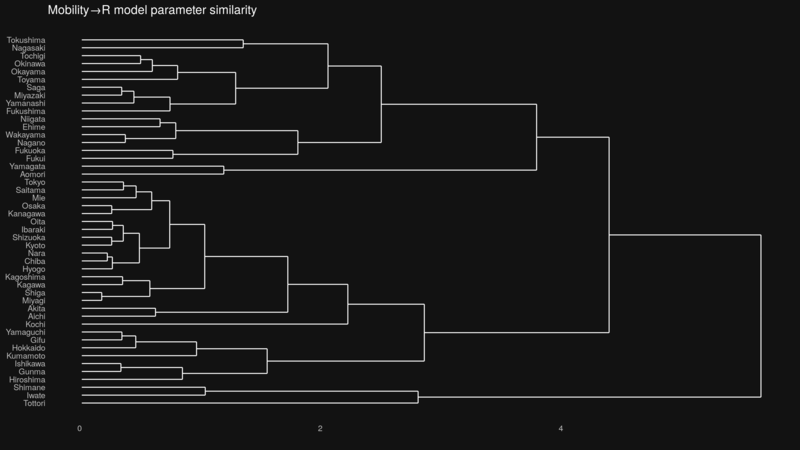 Mobility→R model parameter similarity
Tokushima
Nagasaki
Tochigi
Okinawa
Okayama
Toyama
Saga
Miyazaki
Yamanashi
Fukushima
Niigata
Ehime
Wakayama
Nagano
Fukuoka
Fukui
Yamagata
Aomori
Tokyo
Saitama
Mie
Osaka
Kanagawa
Oita
Ibaraki
Shizuoka
Kyoto
Nara
Chiba
Hyogo
Kagoshima
Kagawa
Shiga
Miyagi
Akita
Aichi
Kochi
Yamaguchi
Gifu
Hokkaido
Kumamoto
Ishikawa
Gunma
Hiroshima
Shimane
Iwate
Tottori
0 2 4